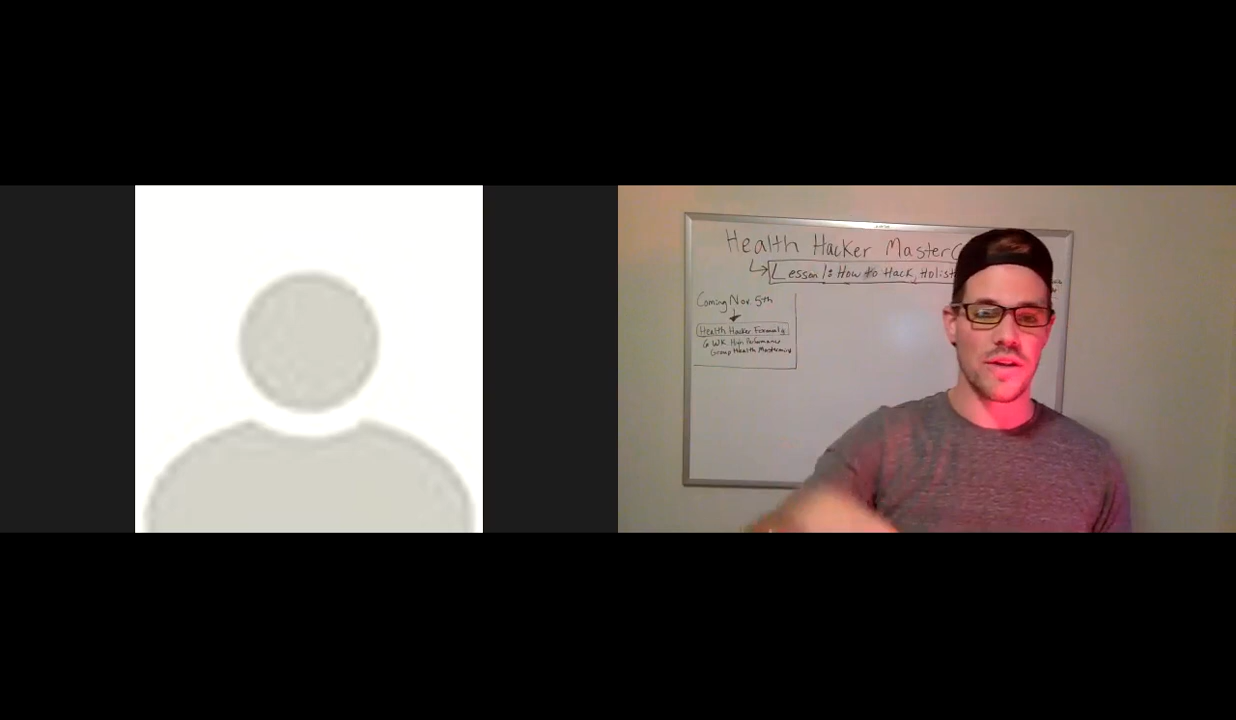 Health Hacker Master
Lesson 1: How to Hack, Holist
Coming Nov 5th
Health Hacker Formula
6 WK High Performance
Group Health Mastermind